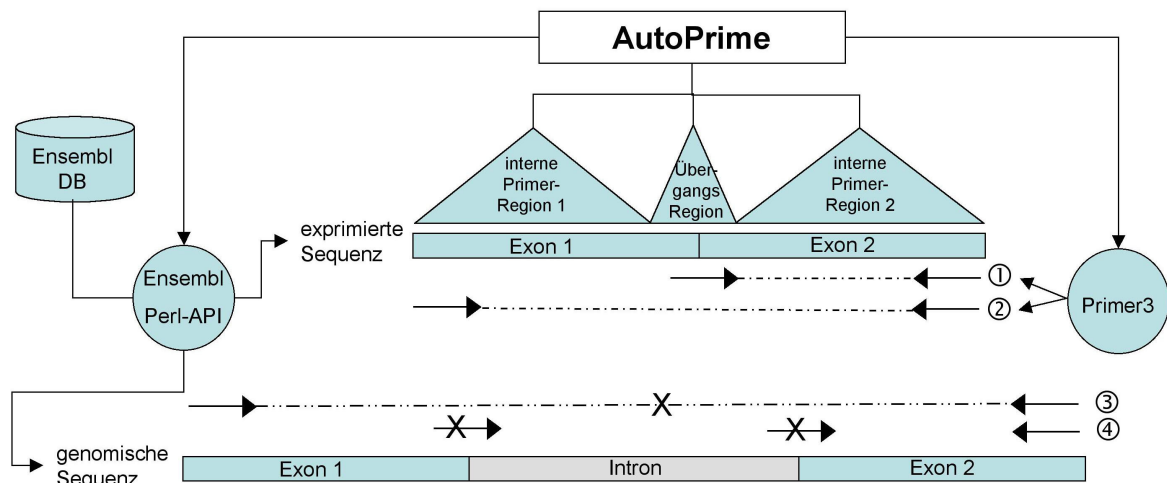 AutoPrime
Ensembl
DB
interne
Primer-
Region 1
Über-
gangs
Region
interne
Primer-
Region 2
exprimierte
Sequenz
Exon 1
Exon 2
Ensembl
Perl-API
①
②
Primer3
X
③
X
X
④
genomische
Sequenz
Exon 1
Intron
Exon 2